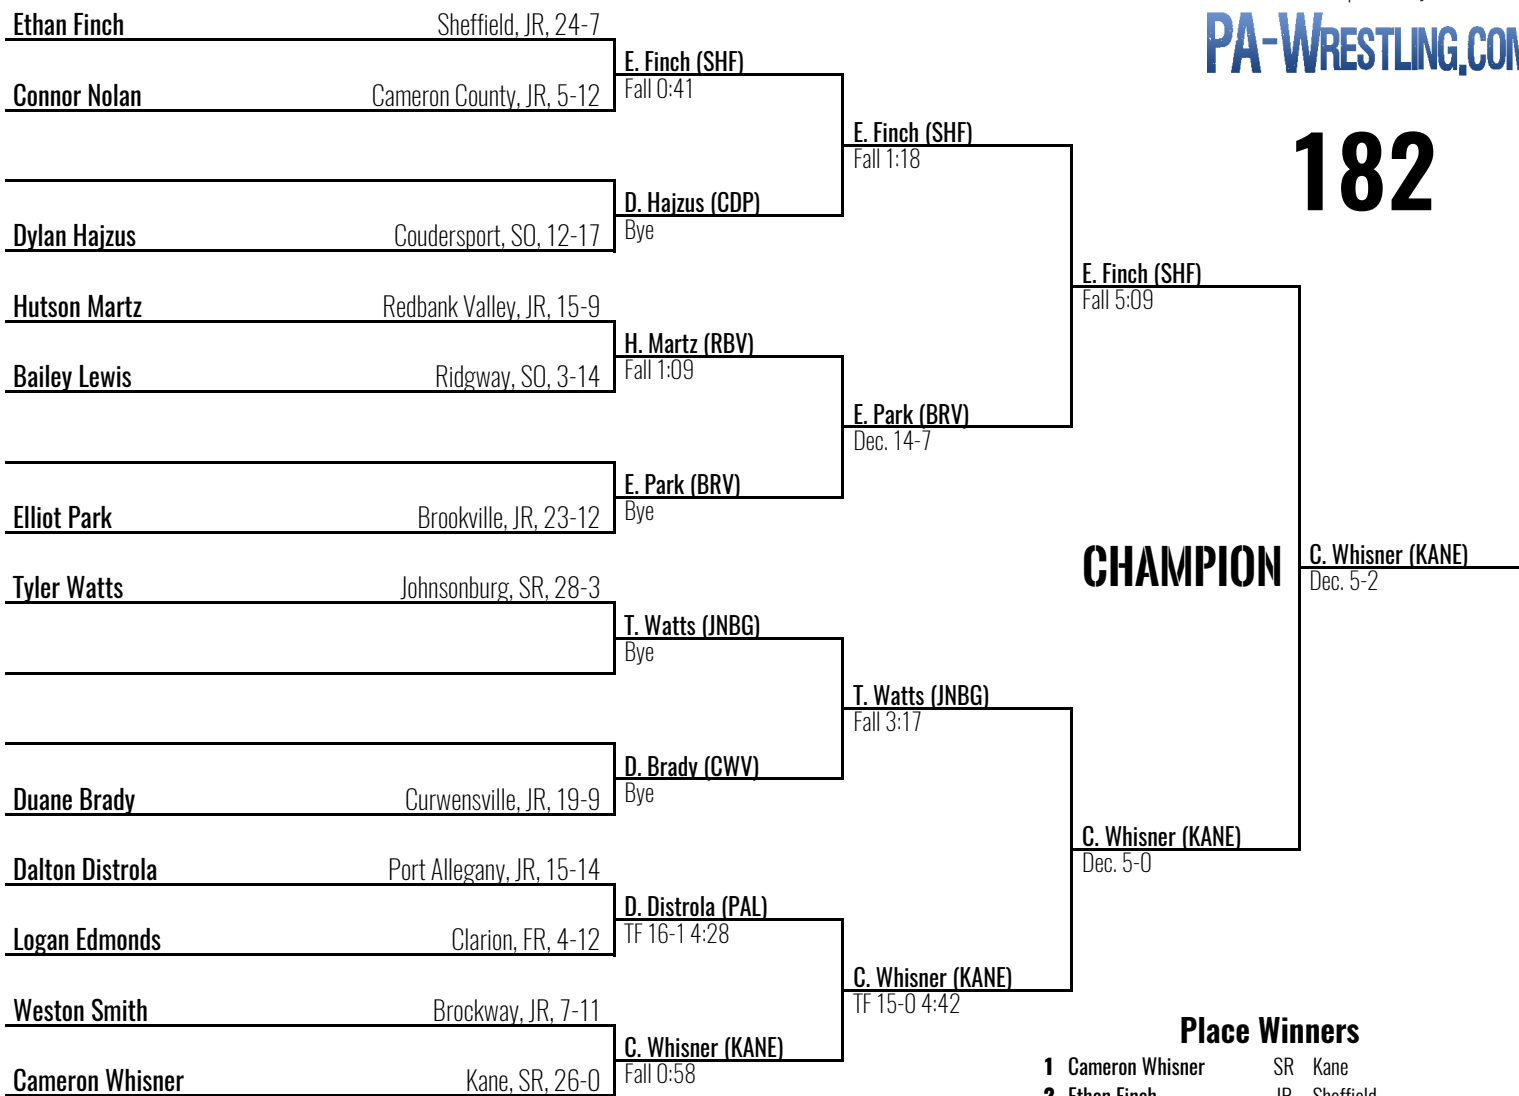 PA-WRESTLING.COM
182
Ethan Finch Sheffield, JR, 24-7
E. Finch (SHF)
Fall 0:41
Connor Nolan Cameron County, JR, 5-12
E. Finch (SHF)
Fall 1:18
D. Hajzus (CDP)
Bye
Dylan Hajzus Coudersport, SO, 12-17
E. Finch (SHF)
Fall 5:09
Hutson Martz Redbank Valley, JR, 15-9
H. Martz (RBV)
Fall 1:09
Bailey Lewis Ridgway, SO, 3-14
E. Park (BRV)
Dec. 14-7
E. Park (BRV)
Bye
Elliot Park Brookville, JR, 23-12
CHAMPION
C. Whisner (KANE)
Dec. 5-2
Tyler Watts Johnsonburg, SR, 28-3
T. Watts (JNBG)
Bye
T. Watts (JNBG)
Fall 3:17
D. Brady (CWV)
Bye
Duane Brady Curwensville, JR, 19-9
C. Whisner (KANE)
Dec. 5-0
Dalton Distrola Port Allegany, JR, 15-14
D. Distrola (PAL)
TF 16-1 4:28
Logan Edmonds Clarion, FR, 4-12
C. Whisner (KANE)
TF 15-0 4:42
Weston Smith Brockway, JR, 7-11
C. Whisner (KANE)
Fall 0:58
Cameron Whisner Kane, SR, 26-0
Place Winners
1 Cameron Whisner SR Kane
2 Ethan Finch JR Sheffield